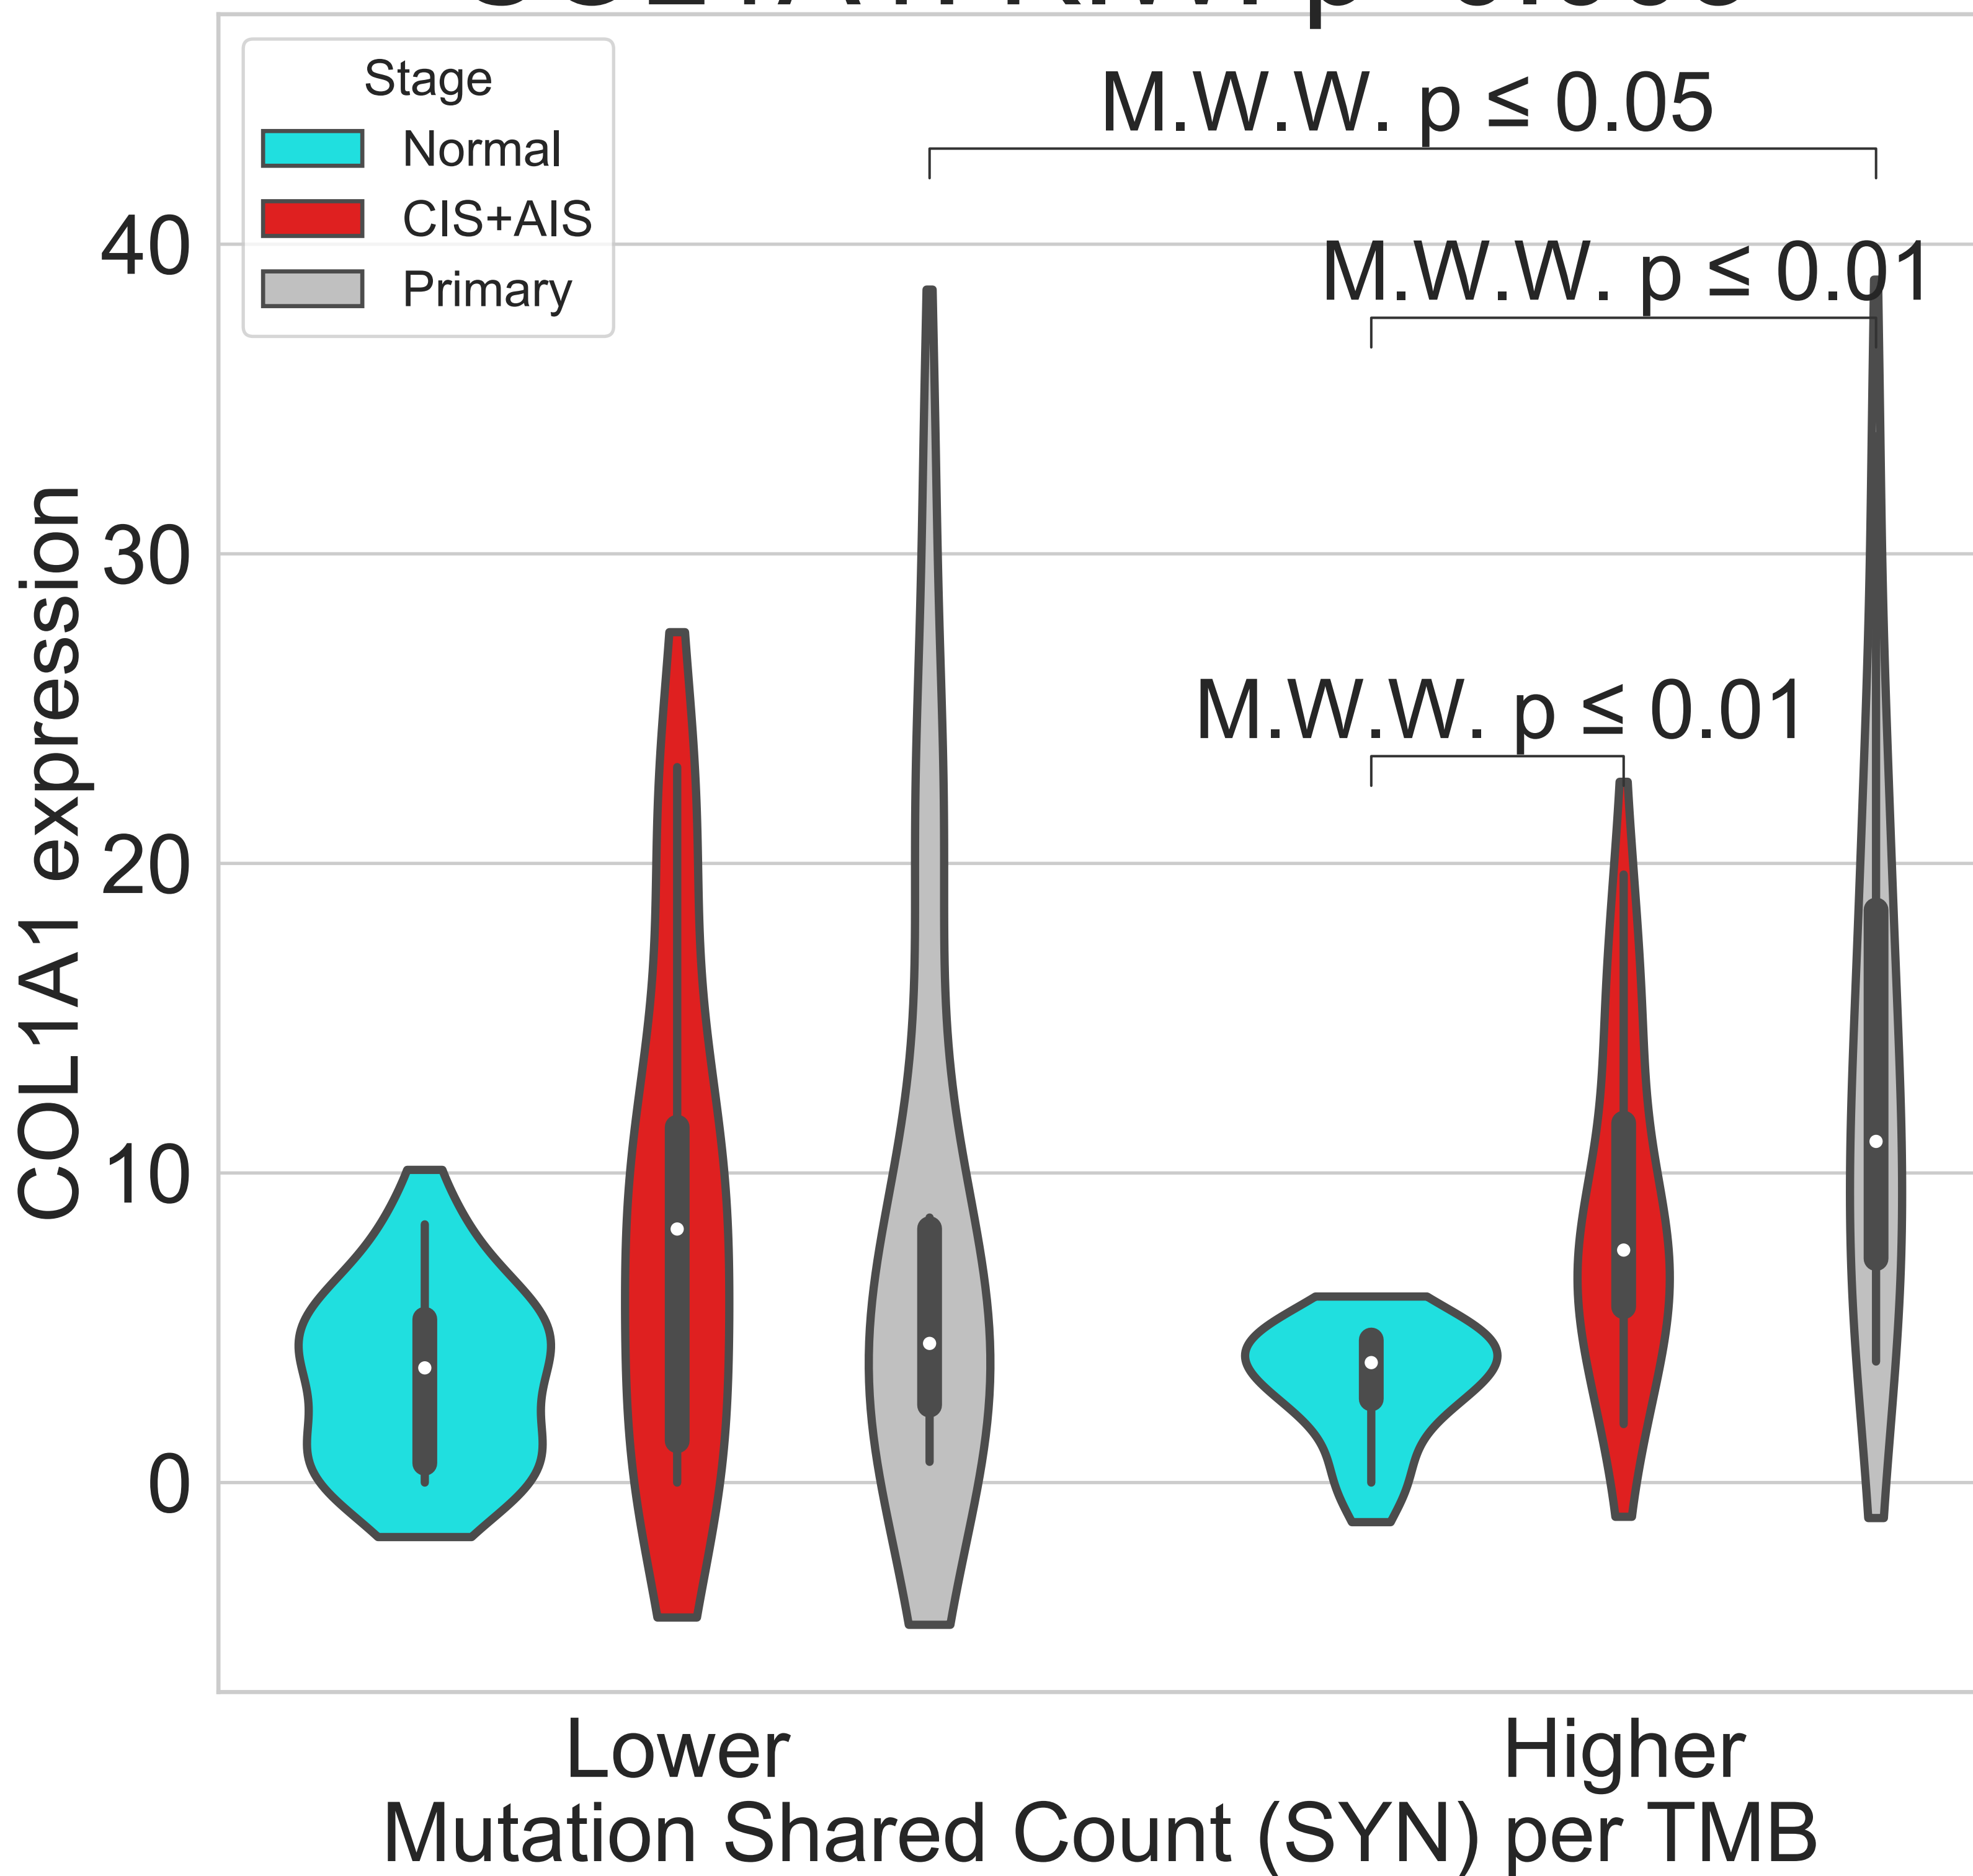 Stage
Normal
CIS+AIS
Primary
M.W.W. p ≤ 0.05
M.W.W. p ≤ 0.01
M.W.W. p ≤ 0.01
40
30
20
10
0
COL1A1 expression
Lower
Higher
Mutation Shared Count (SYN) per TMB